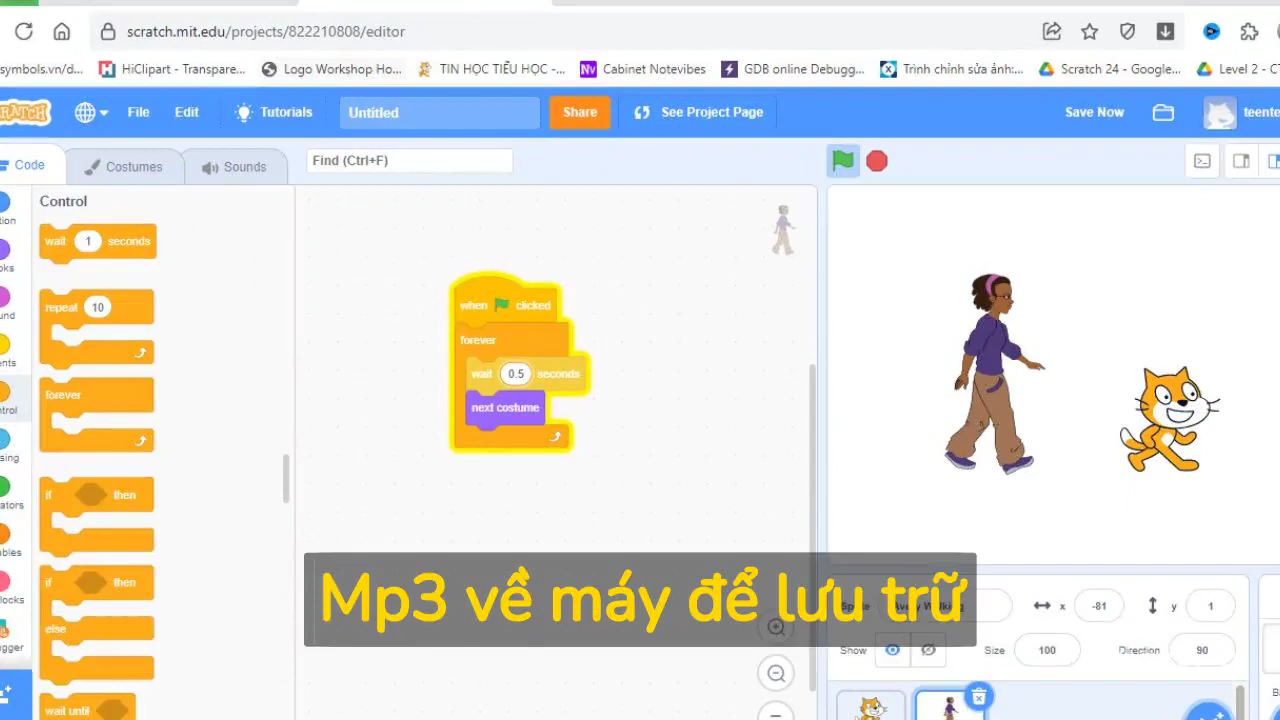 scratch.mit.edu/projects/822210808/editor
symbols.vn/d...
HiClipart - Transpare...
Logo Workshop Ho...
TIN HỌC TIỂU HỌC -...
Nv Cabinet Notevibes
GDB online Debugg...
Trình chỉnh sửa ảnh:...
Scratch 24 - Google...
Level 2 - CT
File
Edit
Tutorials
Untitled
Share
See Project Page
Save Now
teente
Code
Costumes
Sounds
Find (Ctrl+F)
Control
wait 1 seconds
repeat 10
forever
if then
if then
else
wait until
when clicked
forever
wait 0.5 seconds
next costume
Mp3 về máy để lưu trữ
x -81
y 1
Show
Size 100
Direction 90